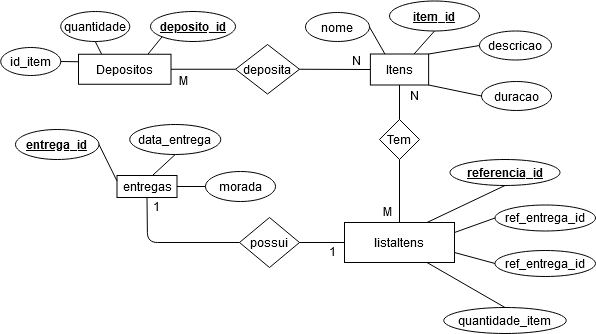 quantidade
deposito_id
id_item
Depositos
M
deposita
N
nome
item_id
descricao
Itens
duracao
N
Tem
M
entrega_id
data_entrega
entregas
morada
1
possui
1
referencia_id
ref_entrega_id
listaItens
ref_entrega_id
quantidade_item